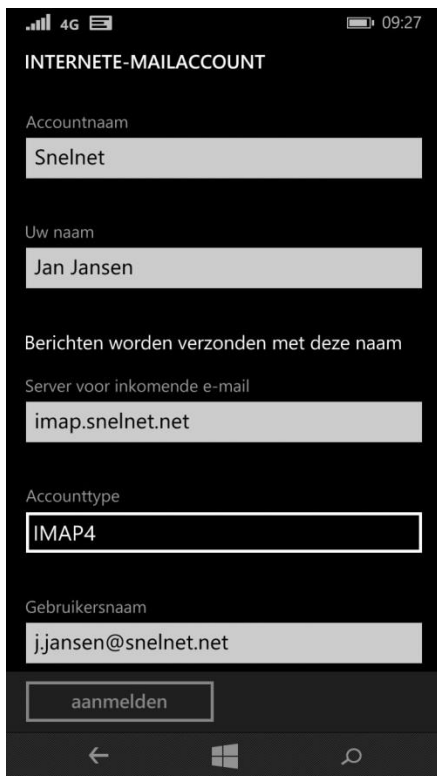 4G 09:27
INTERNETE-MAILACCOUNT
Accountnaam
Snelnet
Uw naam
Jan Jansen
Berichten worden verzonden met deze naam
Server voor inkomende e-mail
imap.snelnet.net
Accounttype
IMAP4
Gebruikersnaam
j.jansen@snelnet.net
aanmelden